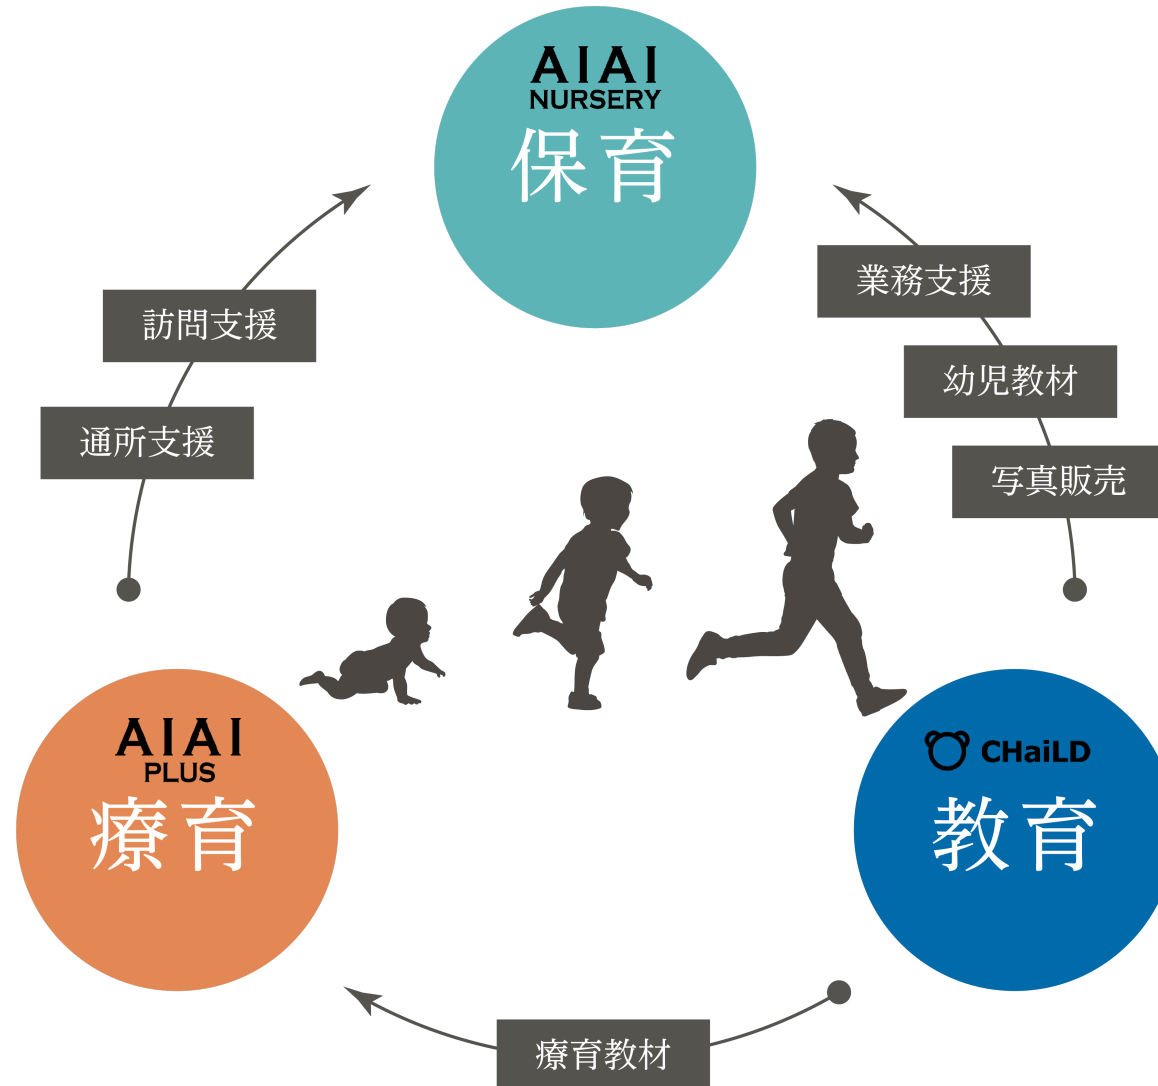 AIAI
NURSERY
保育
訪問支援
通所支援
業務支援
幼児教材
写真販売
AIAI
PLUS
療育
CHaiLD
教育
療育教材